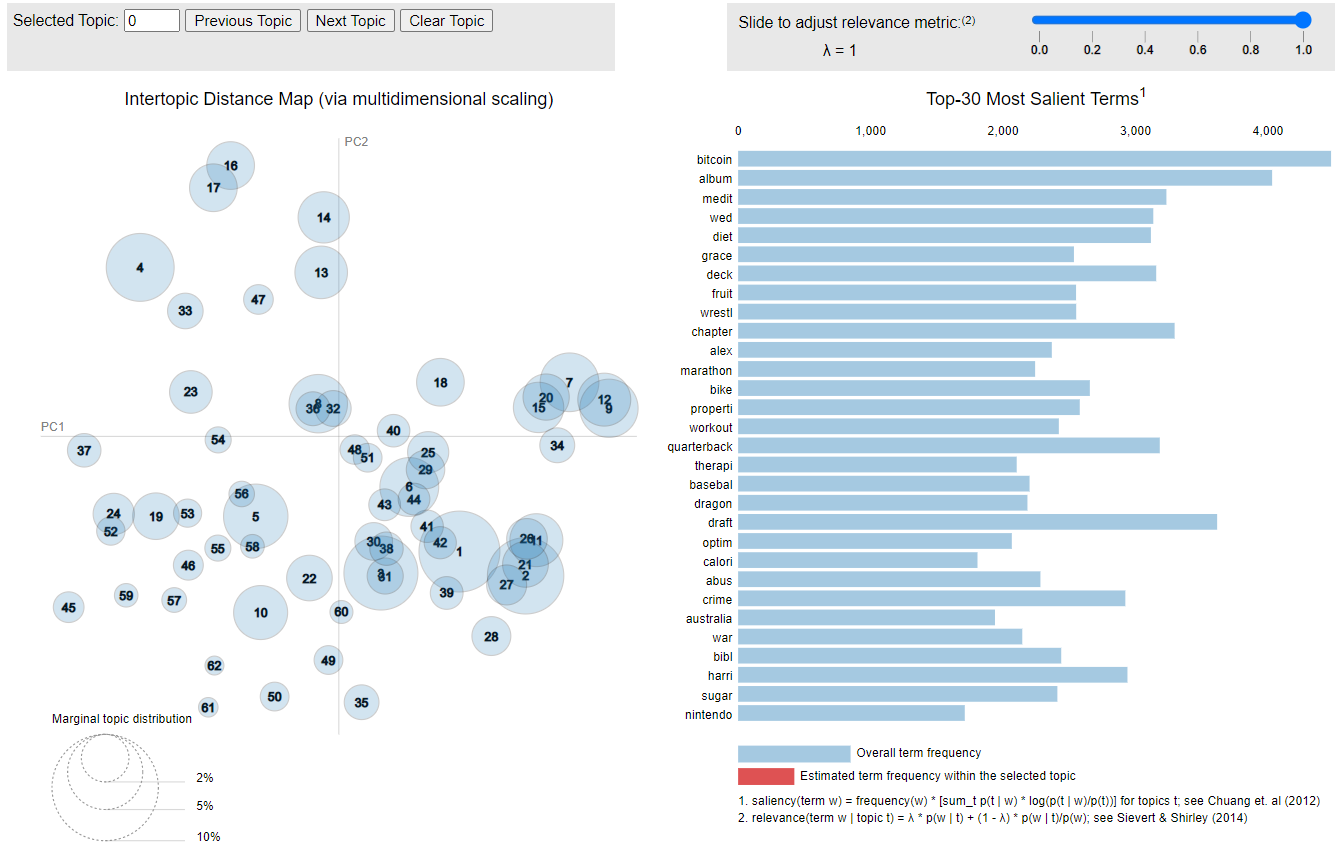 Selected Topic: 0 Previous Topic Next Topic Clear Topic
Slide to adjust relevance metric:(2)
λ = 1
0.0 0.2 0.4 0.6 0.8 1.0
Intertopic Distance Map (via multidimensional scaling)
PC2
PC1
16
17
14
4
13
47
33
18
7
23
20
12
8
36
32
15
9
40
54
34
37
48
51
25
29
6
56
44
43
24
19
53
5
52
41
30
38
42
1
26
11
55
58
46
21
3
31
2
22
27
39
59
57
45
10
60
28
49
62
50
35
61
Marginal topic distribution
2%
5%
10%
Top-30 Most Salient Terms1
0 1,000 2,000 3,000 4,000
bitcoin
album
medit
wed
diet
grace
deck
fruit
wrestl
chapter
alex
marathon
bike
properti
workout
quarterback
therapi
basebal
dragon
draft
optim
calori
abus
crime
australia
war
bibl
harri
sugar
nintendo
Overall term frequency
Estimated term frequency within the selected topic
1. saliency(term w) = frequency(w) * [sum_t p(t | w) * log(p(t | w)/p(t))] for topics t; see Chuang et. al (2012)
2. relevance(term w | topic t) = λ * p(w | t) + (1 - λ) * p(w | t)/p(w); see Sievert & Shirley (2014)